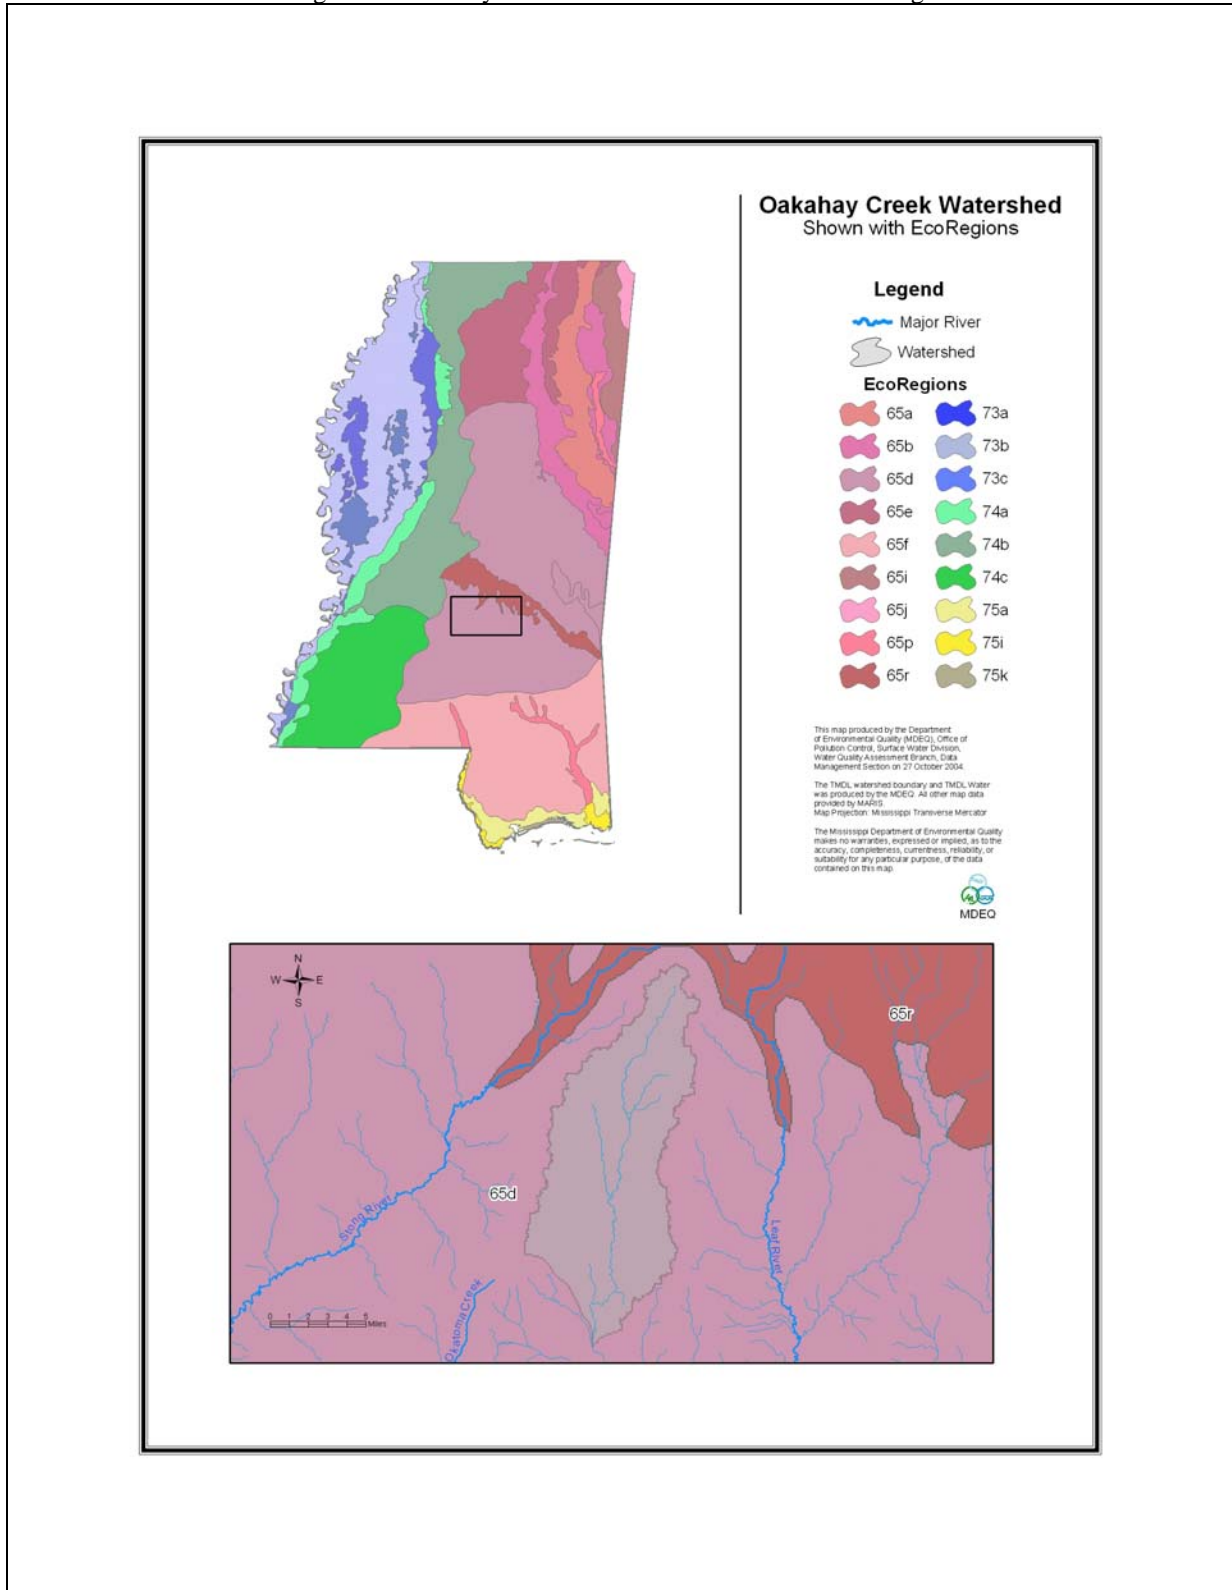 Oakahay Creek Watershed
Shown with EcoRegions
Legend
Major River
Watershed
EcoRegions
65a 73a
65b 73b
65d 73c
65e 74a
65f 74b
65i 74c
65j 75a
65p 75i
65r 75k
This map produced by the Department
of Environmental Quality (MDEQ), Office of
Pollution Control, Surface Water Division,
Water Quality Assessment Branch, Data
Management Section on 27 October 2004.
The TMDL watershed boundary and TMDL Water
was produced by the MDEQ. All other map data
provided by MARIS.
Map Projection: Mississippi Transverse Mercator
The Mississippi Department of Environmental Quality
makes no warranties, expressed or implied, as to the
accuracy, completeness, currentness, reliability, or
suitability for any particular purpose, of the data
contained on this map.
MDEQ
N
W E
S
65r
65d
Strong River
Leaf River
Okatoma Creek
0 1 2 3 4 5
Miles